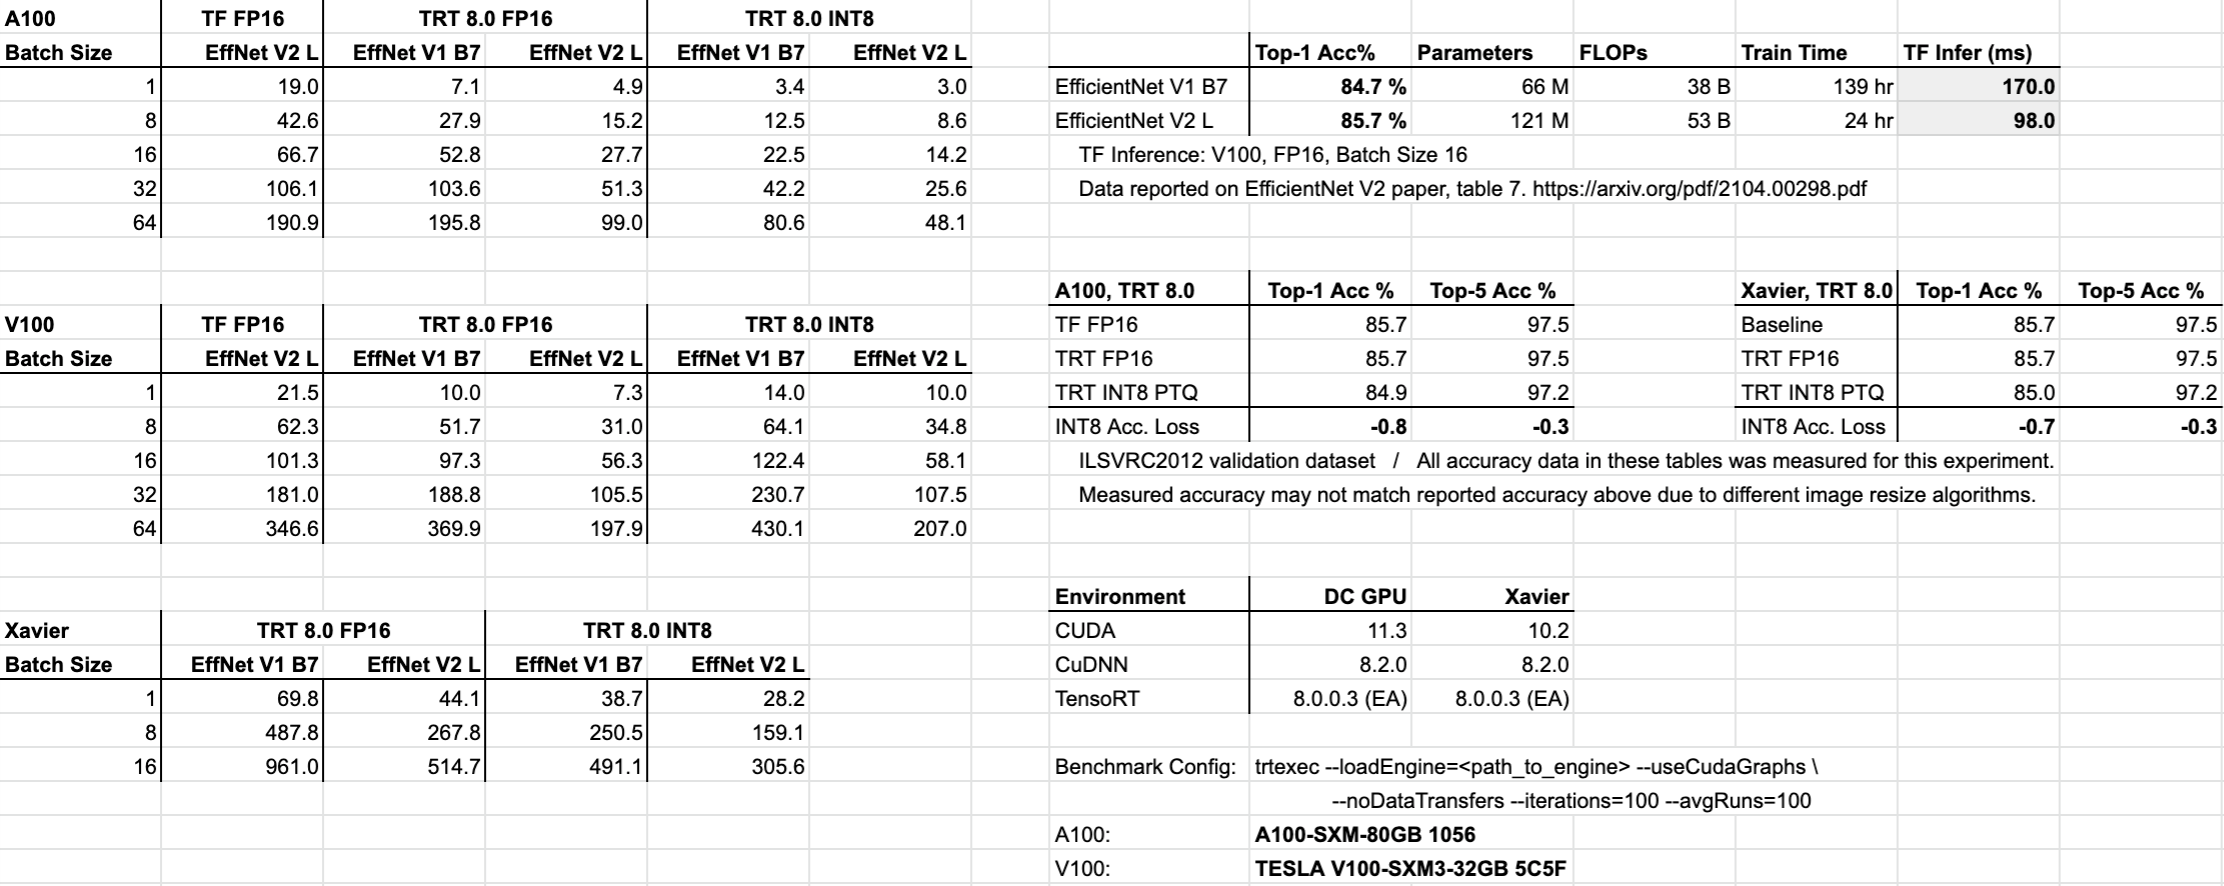 A100 TF FP16 TRT 8.0 FP16 TRT 8.0 INT8
Batch Size EffNet V2 L EffNet V1 B7 EffNet V2 L EffNet V1 B7 EffNet V2 L
1 19.0 7.1 4.9 3.4 3.0
8 42.6 27.9 15.2 12.5 8.6
16 66.7 52.8 27.7 22.5 14.2
32 106.1 103.6 51.3 42.2 25.6
64 190.9 195.8 99.0 80.6 48.1
V100 TF FP16 TRT 8.0 FP16 TRT 8.0 INT8
Batch Size EffNet V2 L EffNet V1 B7 EffNet V2 L EffNet V1 B7 EffNet V2 L
1 21.5 10.0 7.3 14.0 10.0
8 62.3 51.7 31.0 64.1 34.8
16 101.3 97.3 56.3 122.4 58.1
32 181.0 188.8 105.5 230.7 107.5
64 346.6 369.9 197.9 430.1 207.0
Xavier TRT 8.0 FP16 TRT 8.0 INT8
Batch Size EffNet V1 B7 EffNet V2 L EffNet V1 B7 EffNet V2 L
1 69.8 44.1 38.7 28.2
8 487.8 267.8 250.5 159.1
16 961.0 514.7 491.1 305.6
Top-1 Acc% Parameters FLOPs Train Time TF Infer (ms)
EfficientNet V1 B7 84.7 % 66 M 38 B 139 hr 170.0
EfficientNet V2 L 85.7 % 121 M 53 B 24 hr 98.0
TF Inference: V100, FP16, Batch Size 16
Data reported on EfficientNet V2 paper, table 7. https://arxiv.org/pdf/2104.00298.pdf
A100, TRT 8.0 Top-1 Acc % Top-5 Acc %
TF FP16 85.7 97.5
TRT FP16 85.7 97.5
TRT INT8 PTQ 84.9 97.2
INT8 Acc. Loss -0.8 -0.3
Xavier, TRT 8.0 Top-1 Acc % Top-5 Acc %
Baseline 85.7 97.5
TRT FP16 85.7 97.5
TRT INT8 PTQ 85.0 97.2
INT8 Acc. Loss -0.7 -0.3
ILSVRC2012 validation dataset / All accuracy data in these tables was measured for this experiment.
Measured accuracy may not match reported accuracy above due to different image resize algorithms.
Environment DC GPU Xavier
CUDA 11.3 10.2
CuDNN 8.2.0 8.2.0
TensoRT 8.0.0.3 (EA) 8.0.0.3 (EA)
Benchmark Config: trtexec --loadEngine=<path_to_engine> --useCudaGraphs \
--noDataTransfers --iterations=100 --avgRuns=100
A100: A100-SXM-80GB 1056
V100: TESLA V100-SXM3-32GB 5C5F